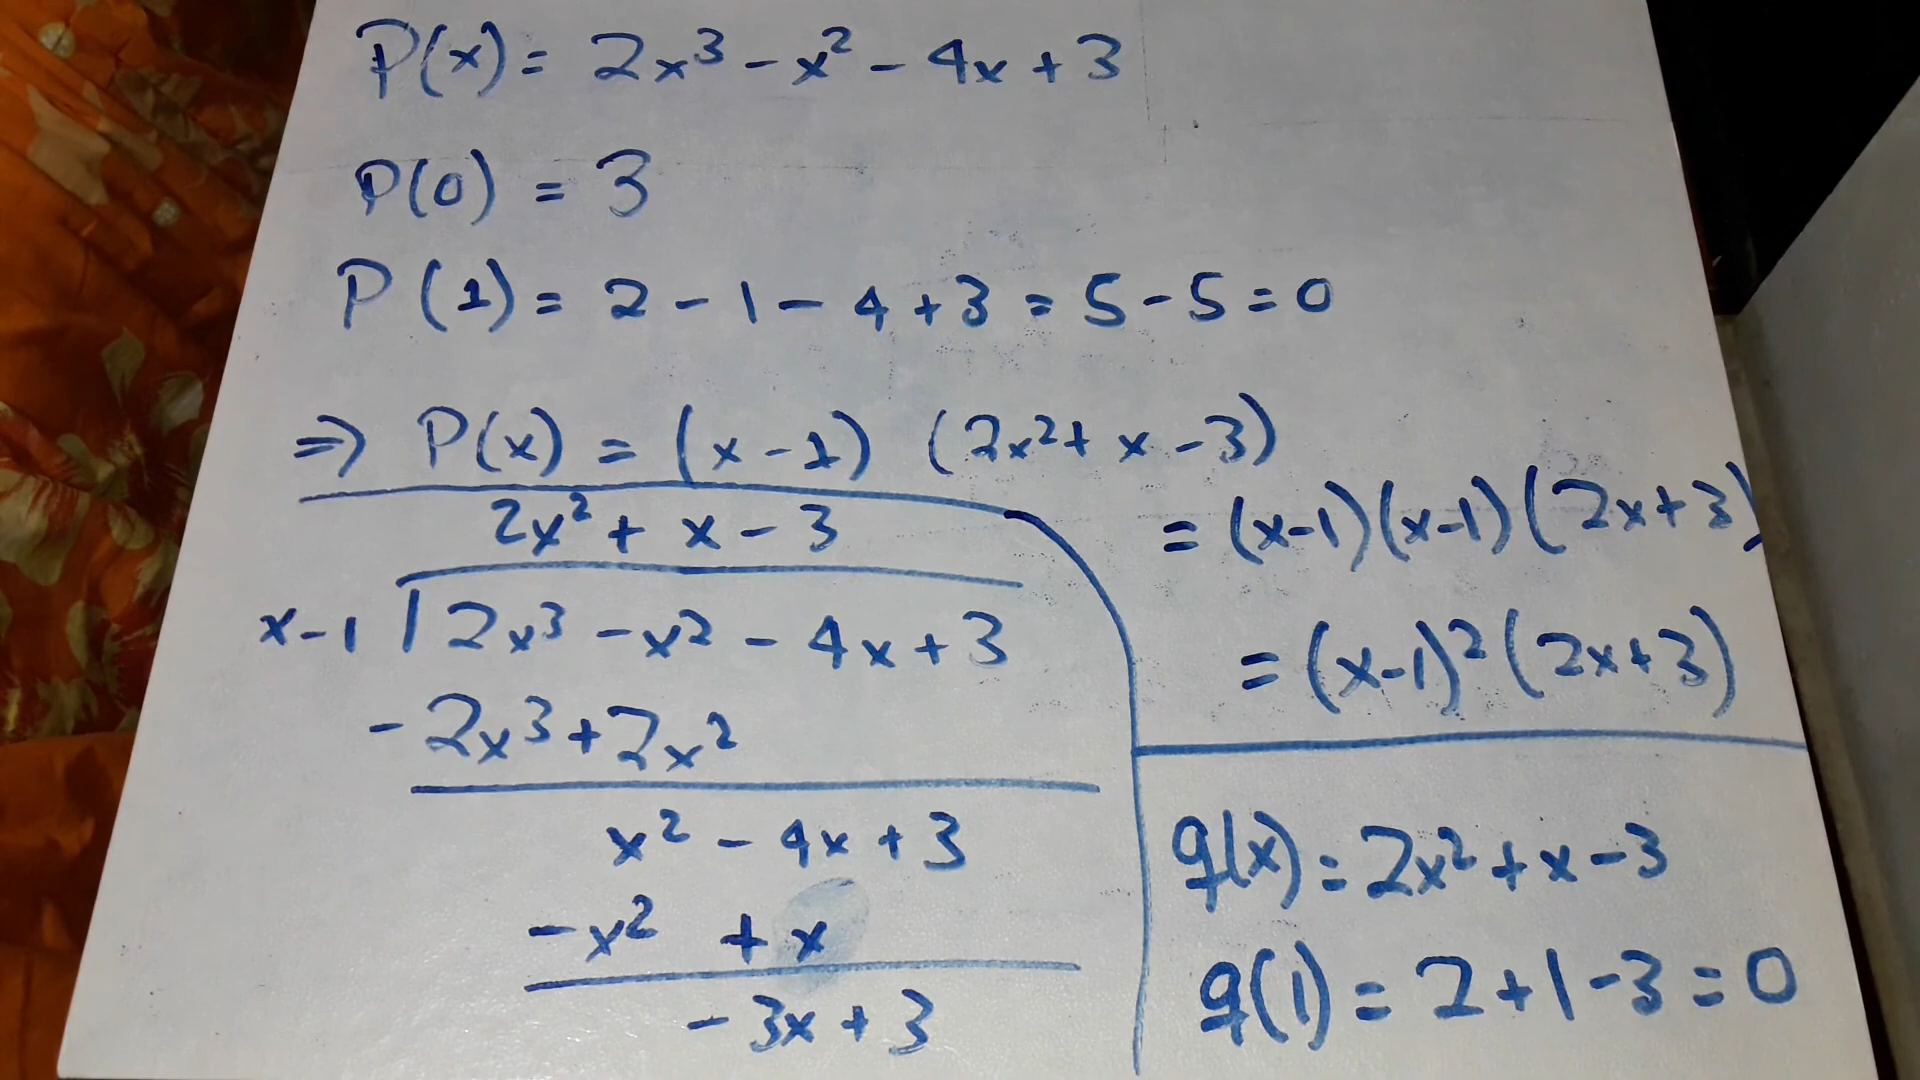 P(x) = 2x³ - x² - 4x + 3
P(0) = 3
P(1) = 2 - 1 - 4 + 3 = 5 - 5 = 0
⇒ P(x) = (x - 1) (2x² + x - 3)
= (x-1)(x-1)(2x+3)
= (x-1)²(2x+3)
2x² + x - 3
x-1 2x³ - x² - 4x + 3
- 2x³ + 2x²
x² - 4x + 3
- x² + x
- 3x + 3
q(x) = 2x² + x - 3
q(1) = 2 + 1 - 3 = 0